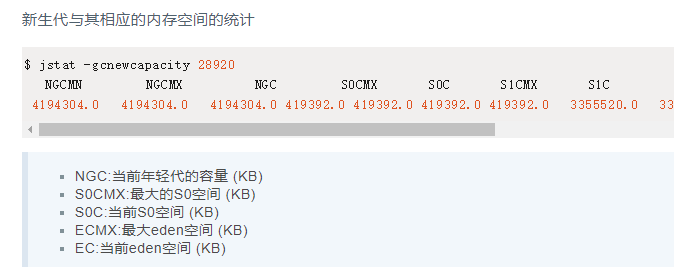 新生代与其相应的内存空间的统计
$ jstat -gcnewcapacity 28920
NGCMN NGCMX NGC S0CMX S0C S1CMX S1C
4194304.0 4194304.0 4194304.0 419392.0 419392.0 419392.0 419392.0 3355520.0 33
NGC:当前年轻代的容量 (KB)
S0CMX:最大的S0空间 (KB)
S0C:当前S0空间 (KB)
ECMX:最大eden空间 (KB)
EC:当前eden空间 (KB)